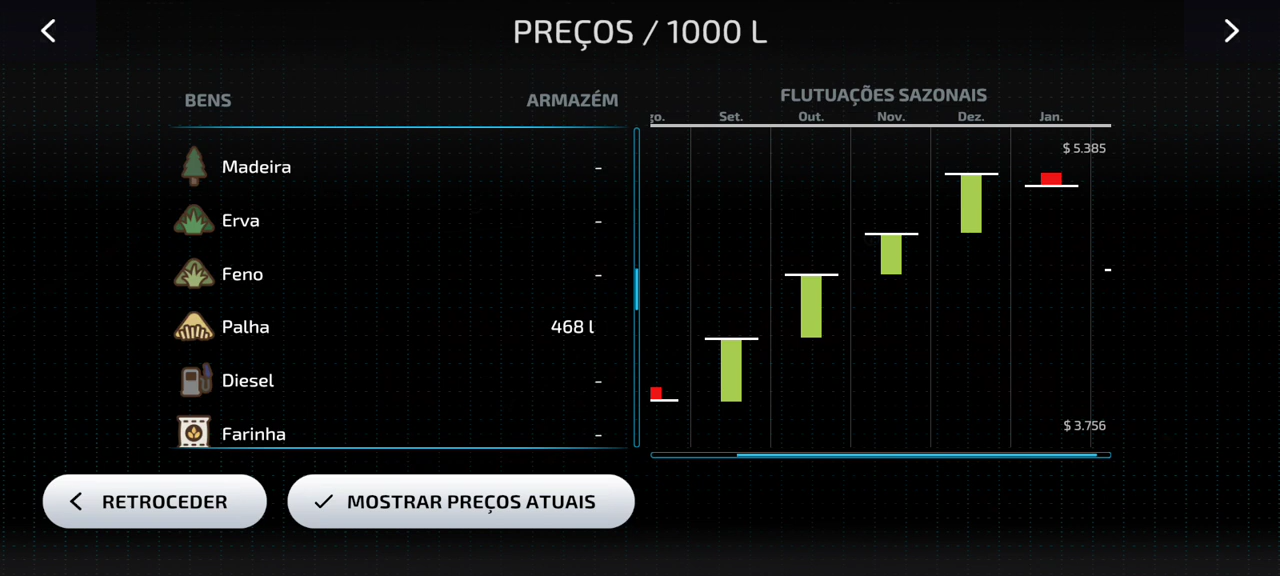 PREÇOS / 1000 L
BENS
ARMAZÉM
Madeira -
Erva -
Feno -
Palha 468 l
Diesel -
Farinha -
FLUTUAÇÕES SAZONAIS
go. Set. Out. Nov. Dez. Jan.
$ 5.385
$ 3.756
RETROCEDER
MOSTRAR PREÇOS ATUAIS